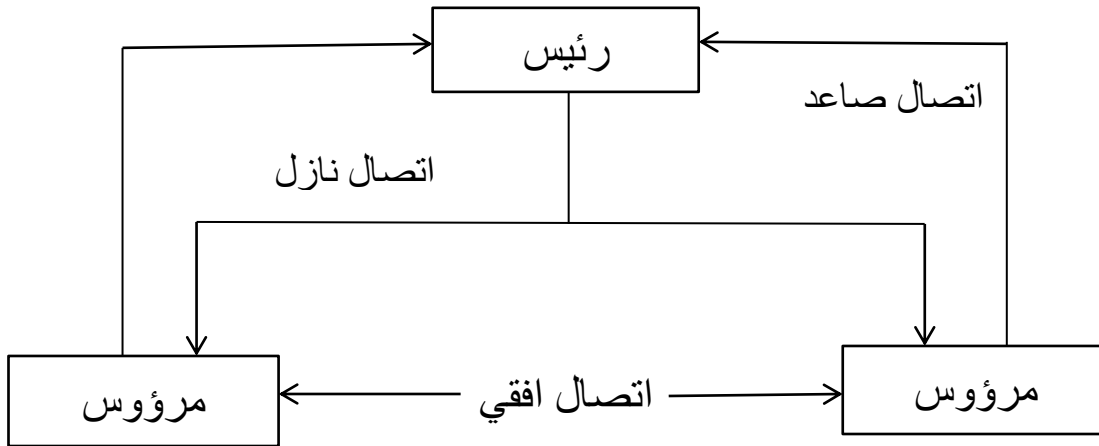 رئيس
اتصال صاعد
اتصال نازل
مرؤوس
اتصال افقي
مرؤوس